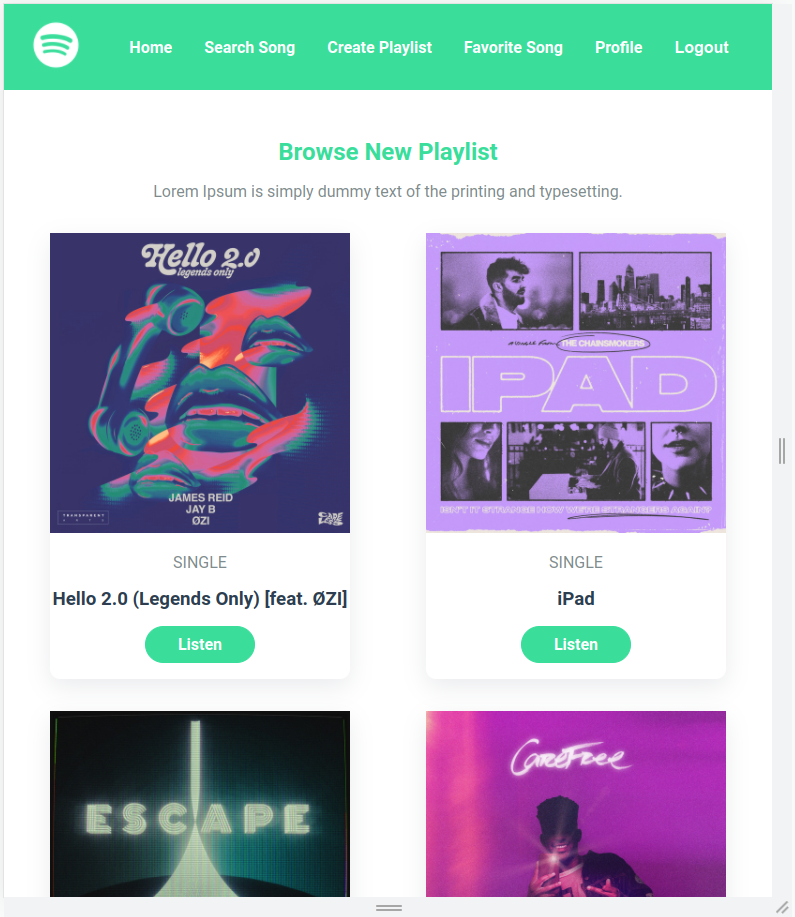 Home Search Song Create Playlist Favorite Song Profile Logout
Browse New Playlist
Lorem Ipsum is simply dummy text of the printing and typesetting.
Hello 2.0
legends only
JAMES REID
JAY B
ØZI
TRANSPARENT
ARTS
THE CHAINSMOKERS
IPAD
ISN'T IT STRANGE HOW WE'RE STRANGERS AGAIN?
SINGLE
Hello 2.0 (Legends Only) [feat. ØZI]
Listen
SINGLE
iPad
Listen
ESCAPE
CareFree